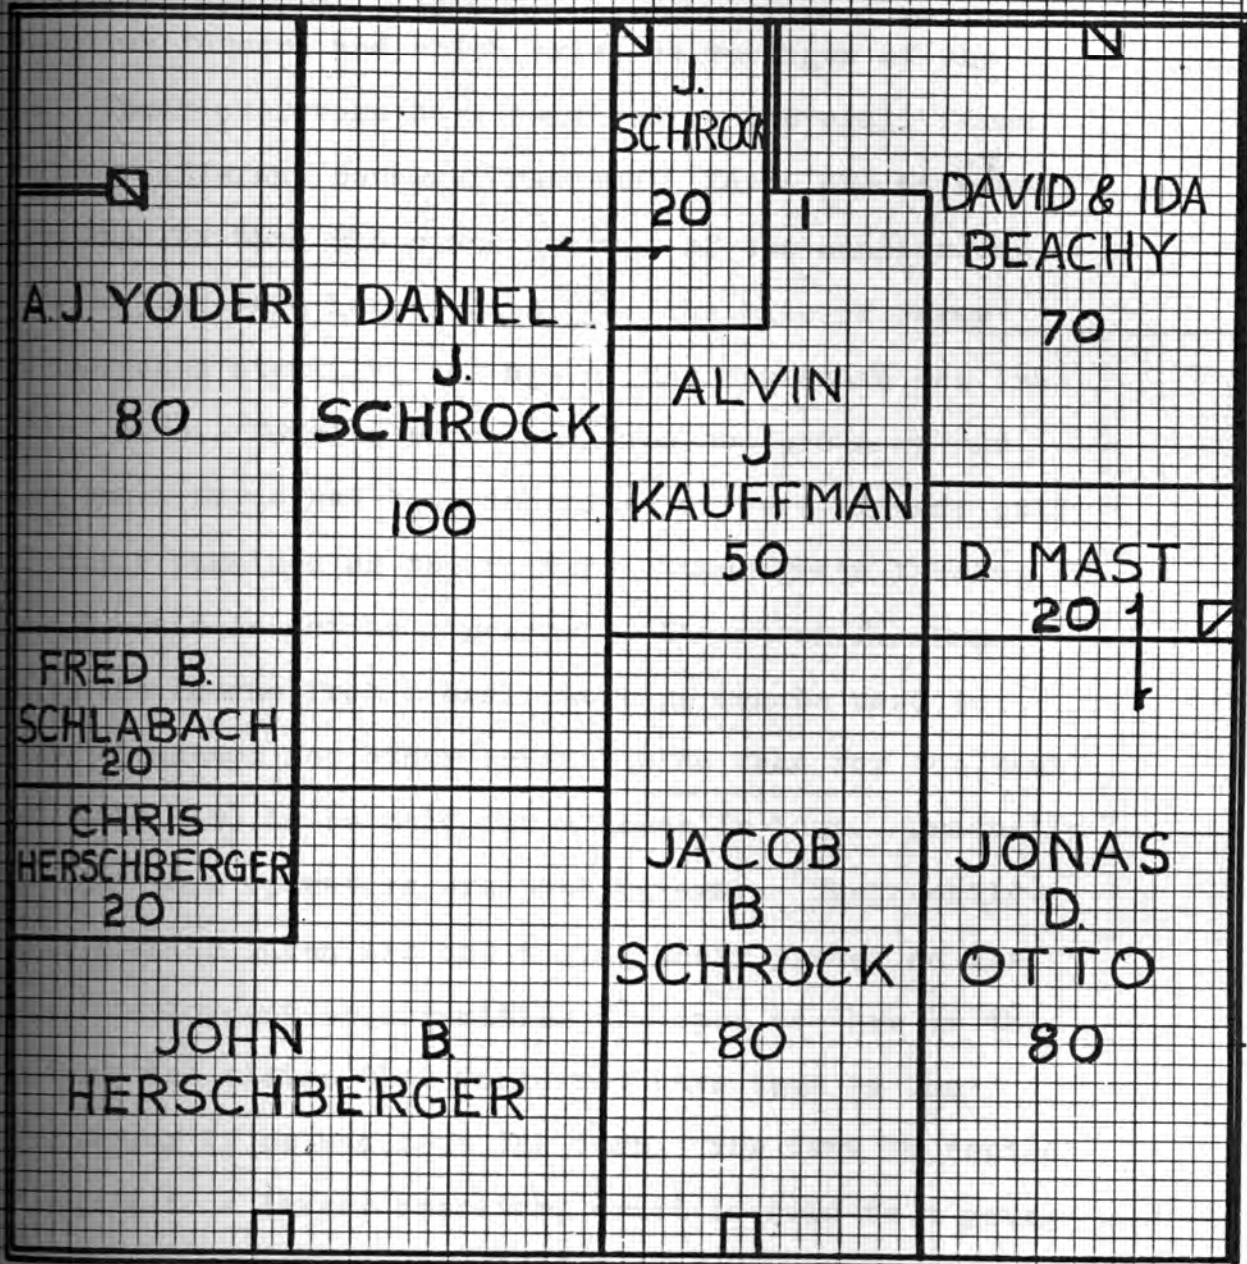 J.
SCHROCK
20
1
DAVID & IDA
BEACHY
70
A.J. YODER
80
DANIEL
J.
SCHROCK
100
ALVIN
J
KAUFFMAN
50
D MAST
20
FRED B.
SCHLABACH
20
CHRIS
HERSCHBERGER
20
JACOB
B
SCHROCK
80
JONAS
D.
OTTO
80
JOHN B.
HERSCHBERGER